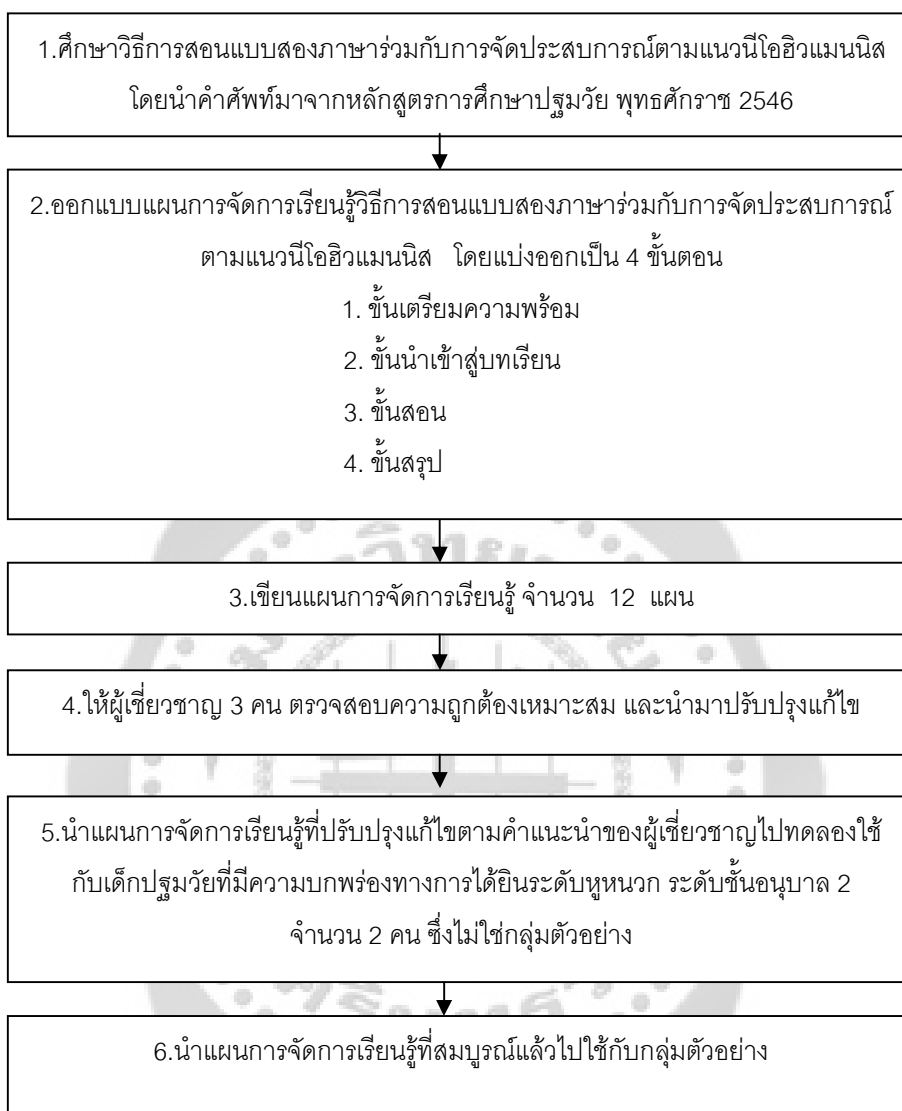 1.ศึกษาวิธีการสอนแบบสองภาษาร่วมกับการจัดประสบการณ์ตามแนวนีโอฮิวแมนนิส
โดยนำคำศัพท์มาจากหลักสูตรการศึกษาปฐมวัย พุทธศักราช 2546
2.ออกแบบแผนการจัดการเรียนรู้วิธีการสอนแบบสองภาษาร่วมกับการจัดประสบการณ์
ตามแนวนีโอฮิวแมนนิส โดยแบ่งออกเป็น 4 ขั้นตอน
1. ขั้นเตรียมความพร้อม
2. ขั้นนำเข้าสู่บทเรียน
3. ขั้นสอน
4. ขั้นสรุป
3.เขียนแผนการจัดการเรียนรู้ จำนวน 12 แผน
4.ให้ผู้เชี่ยวชาญ 3 คน ตรวจสอบความถูกต้องเหมาะสม และนำมาปรับปรุงแก้ไข
5.นำแผนการจัดการเรียนรู้ที่ปรับปรุงแก้ไขตามคำแนะนำของผู้เชี่ยวชาญไปทดลองใช้
กับเด็กปฐมวัยที่มีความบกพร่องทางการได้ยินระดับหูหนวก ระดับชั้นอนุบาล 2
จำนวน 2 คน ซึ่งไม่ใช่กลุ่มตัวอย่าง
6.นำแผนการจัดการเรียนรู้ที่สมบูรณ์แล้วไปใช้กับกลุ่มตัวอย่าง